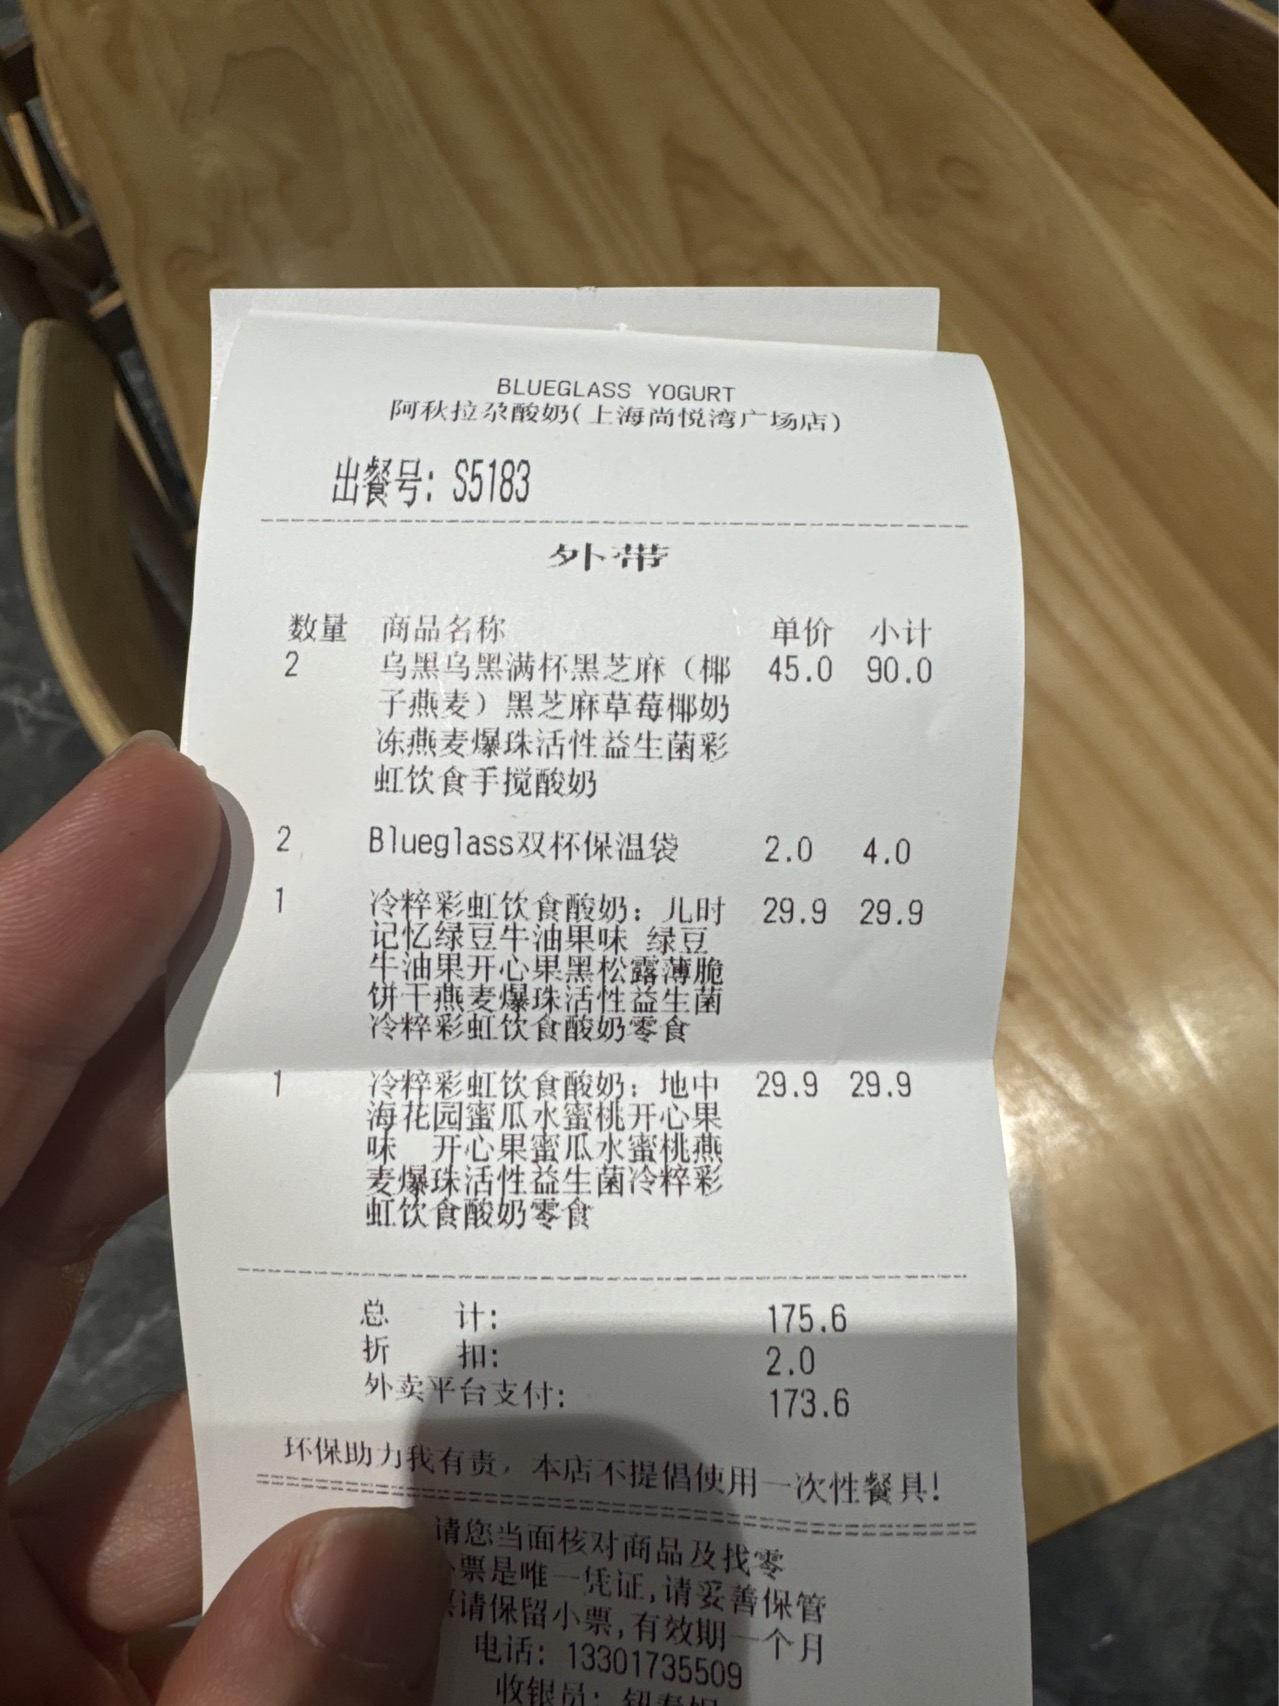 BLUEGLASS YOGURT
阿秋拉尕酸奶(上海尚悦湾广场店)
出餐号: S5183
外带
数量 商品名称 单价 小计
2 乌黑乌黑满杯黑芝麻（椰 45.0 90.0
子燕麦）黑芝麻草莓椰奶
冻燕麦爆珠活性益生菌彩
虹饮食手搅酸奶
2 Blueglass双杯保温袋 2.0 4.0
1 冷粹彩虹饮食酸奶: 儿时 29.9 29.9
记忆绿豆牛油果味 绿豆
牛油果开心果黑松露薄脆
饼干燕麦爆珠活性益生菌
冷粹彩虹饮食酸奶零食
1 冷粹彩虹饮食酸奶: 地中 29.9 29.9
海花园蜜瓜水蜜桃开心果
味 开心果蜜瓜水蜜桃燕
麦爆珠活性益生菌冷粹彩
虹饮食酸奶零食
总 计: 175.6
折 扣: 2.0
外卖平台支付: 173.6
环保助力我有责，本店不提倡使用一次性餐具!
请您当面核对商品及找零
票是唯一凭证,请妥善保管
请保留小票,有效期一个月
电话: 13301735509
收银员: